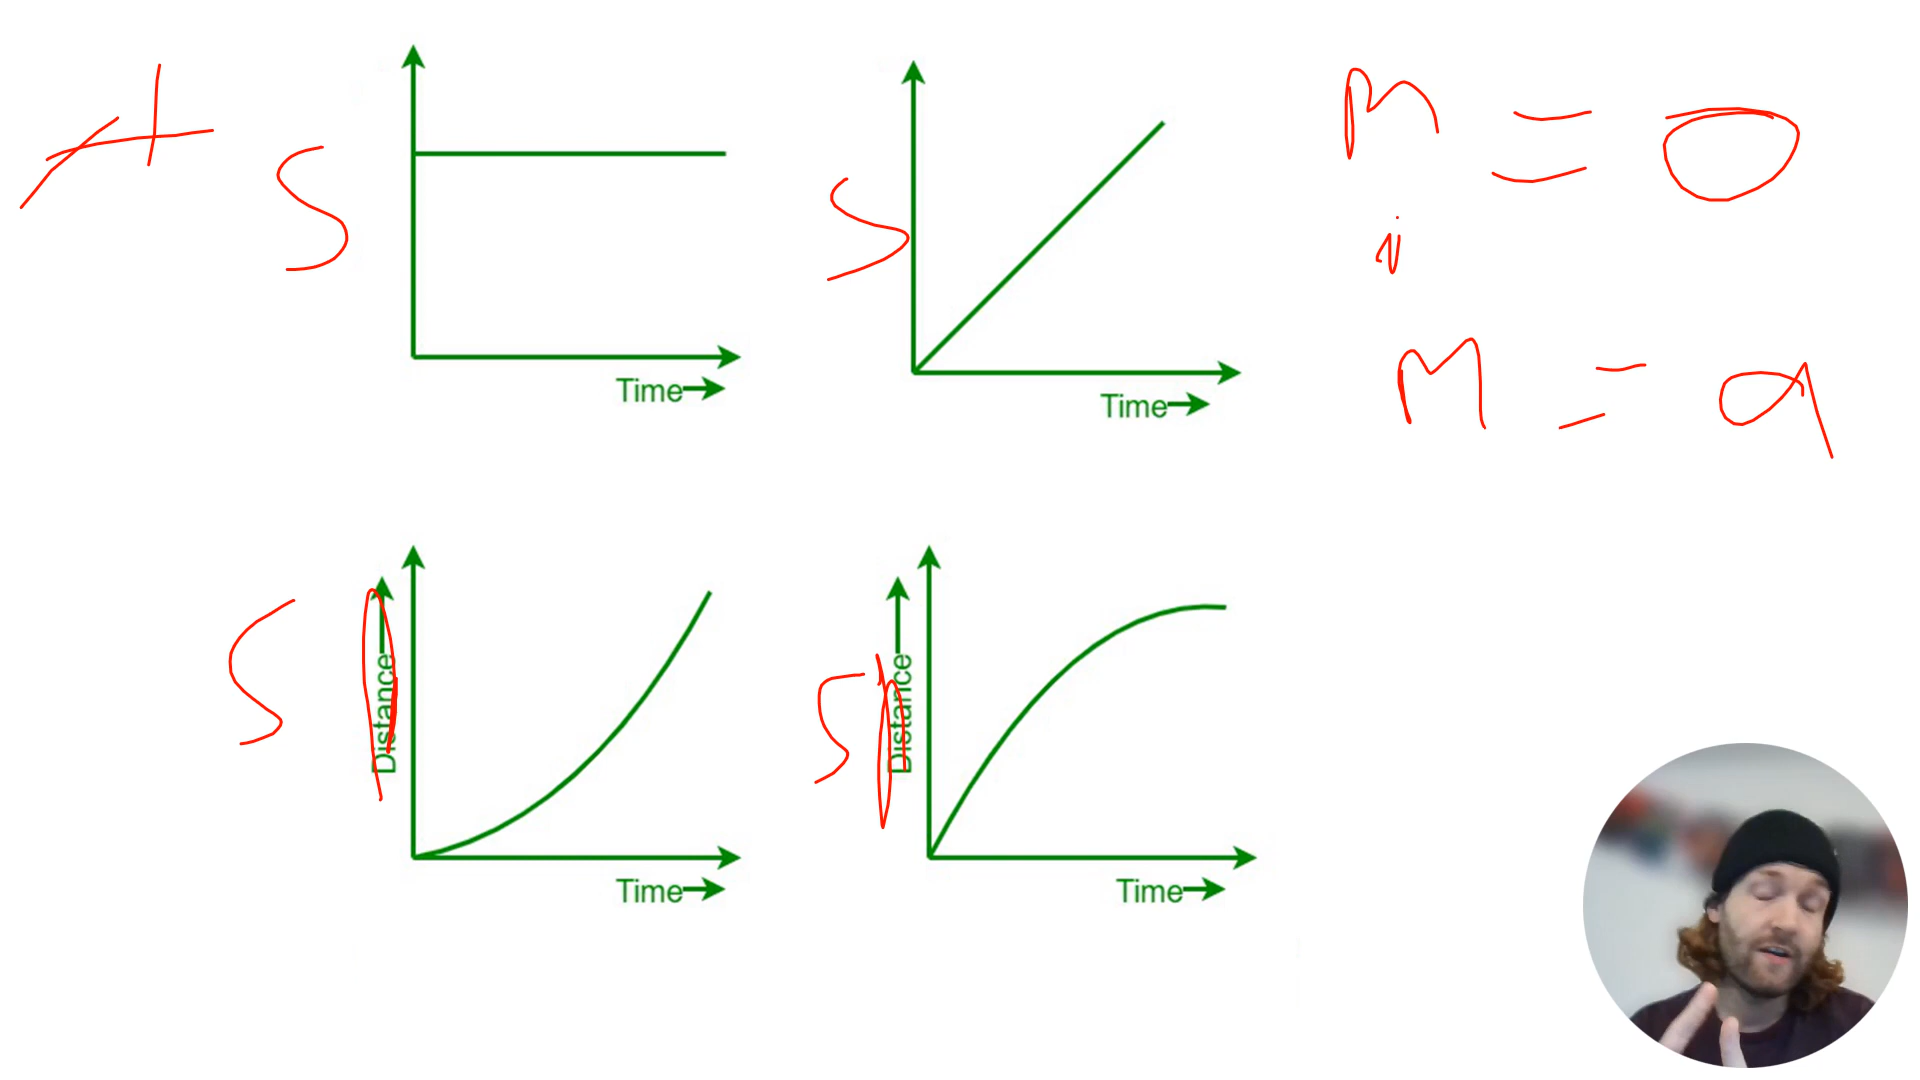 S
S
m = 0
Time
Time
m = a
S
Distance
S
Distance
Time
Time